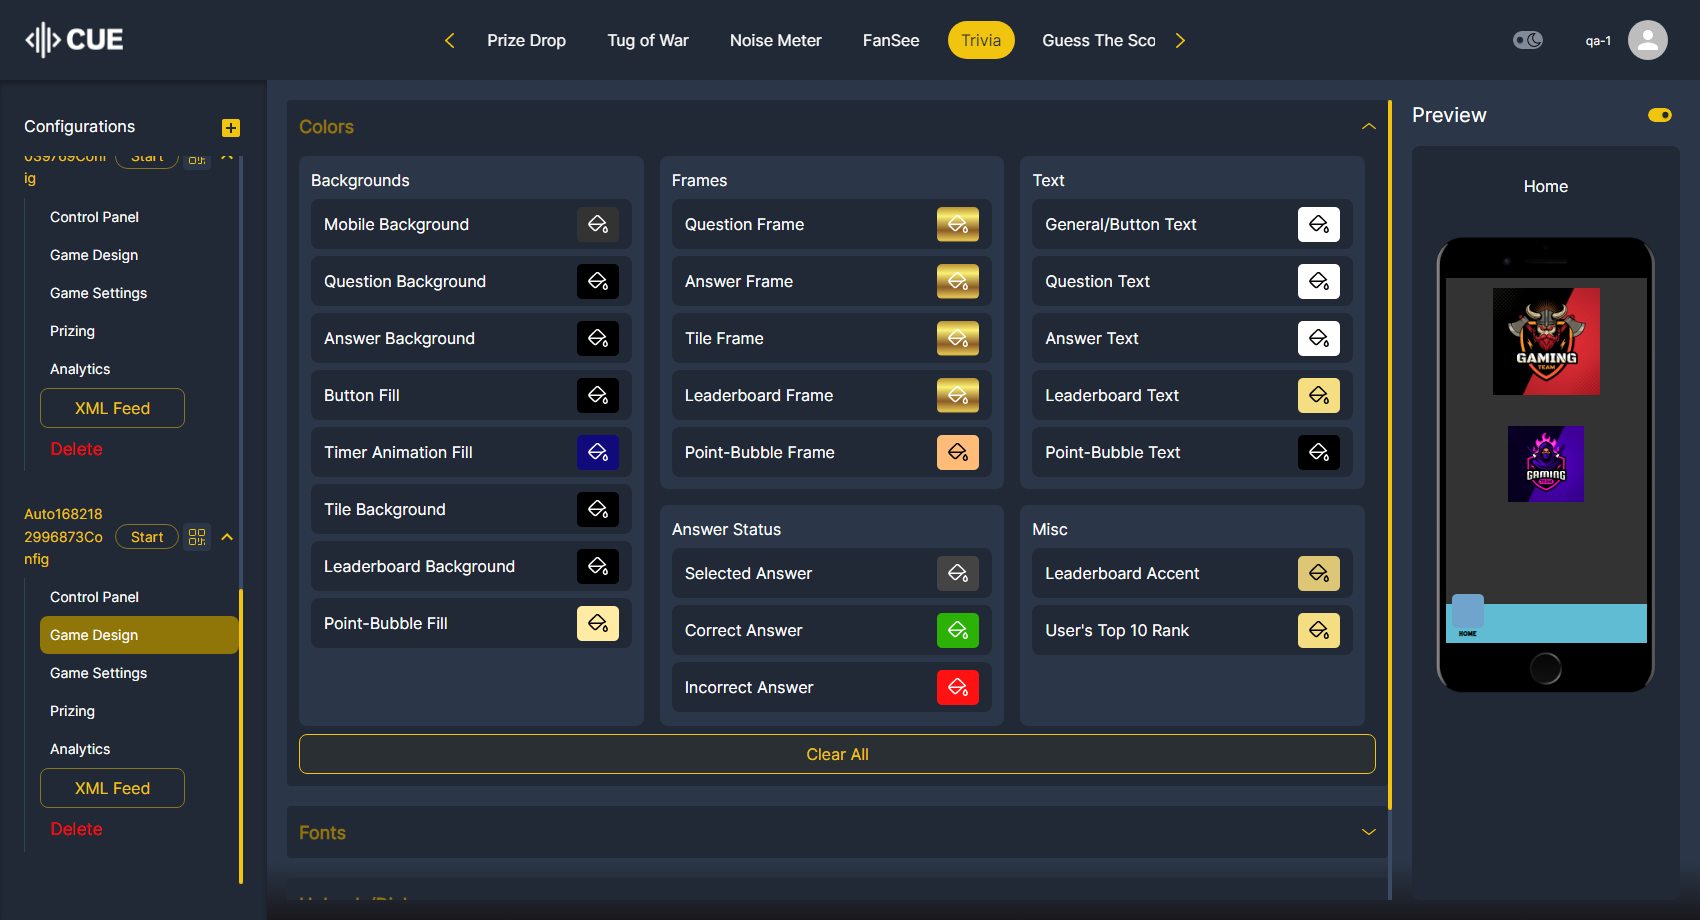 CUE
Prize Drop
Tug of War
Noise Meter
FanSee
Trivia
Guess The Sco
qa-1
Configurations
039769Conf
ig
Start
Control Panel
Game Design
Game Settings
Prizing
Analytics
XML Feed
Delete
Auto168218
2996873Co
nfig
Start
Control Panel
Game Design
Game Settings
Prizing
Analytics
XML Feed
Delete
Colors
Backgrounds
Mobile Background
Question Background
Answer Background
Button Fill
Timer Animation Fill
Tile Background
Leaderboard Background
Point-Bubble Fill
Frames
Question Frame
Answer Frame
Tile Frame
Leaderboard Frame
Point-Bubble Frame
Text
General/Button Text
Question Text
Answer Text
Leaderboard Text
Point-Bubble Text
Answer Status
Selected Answer
Correct Answer
Incorrect Answer
Misc
Leaderboard Accent
User's Top 10 Rank
Clear All
Fonts
Preview
Home
GAMING
TEAM
GAMING
TEAM
HOME